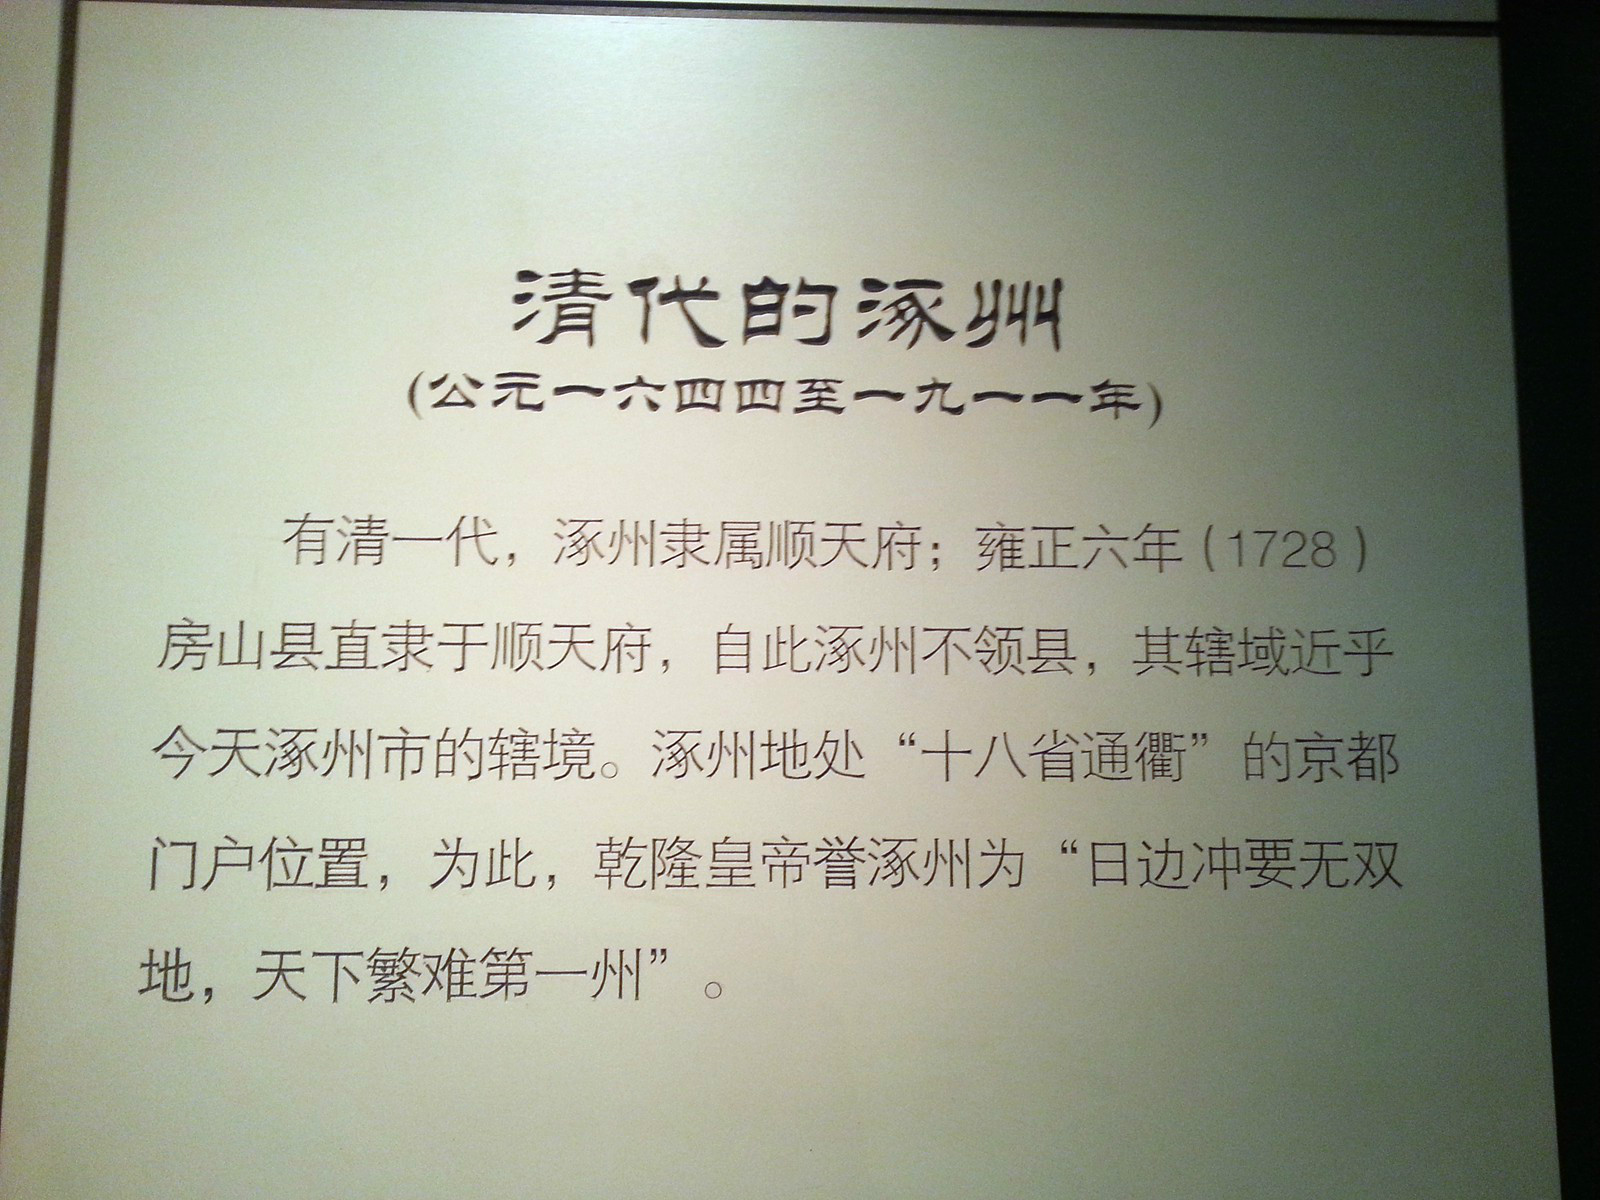 清代的涿州
（公元一六四四至一九一一年）
有清一代，涿州隶属顺天府；雍正六年（1728）
房山县直隶于顺天府，自此涿州不领县，其辖域近乎
今天涿州市的辖境。涿州地处“十八省通衢”的京都
门户位置，为此，乾隆皇帝誉涿州为“日边冲要无双
地，天下繁难第一州”。